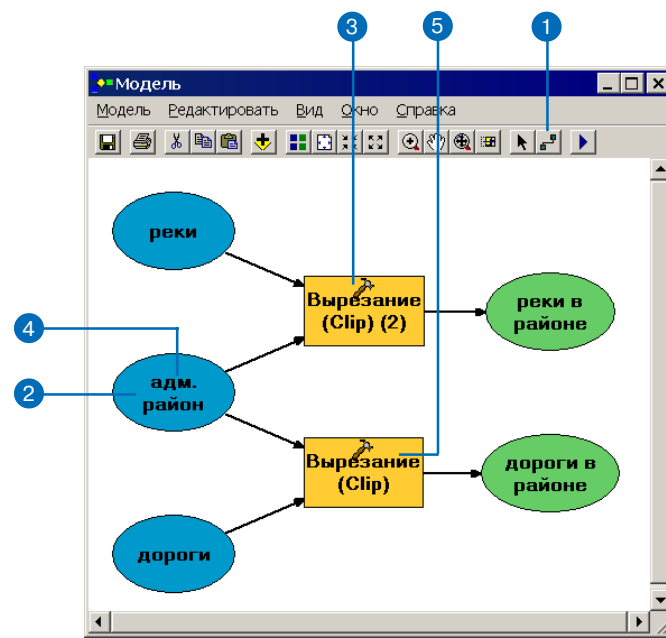 3
5
1
Модель
Модель Редактировать Вид Окно Справка
реки
Вырезание
(Clip) (2)
реки в
районе
4
2
адм.
район
Вырезание
(Clip)
дороги в
районе
дороги